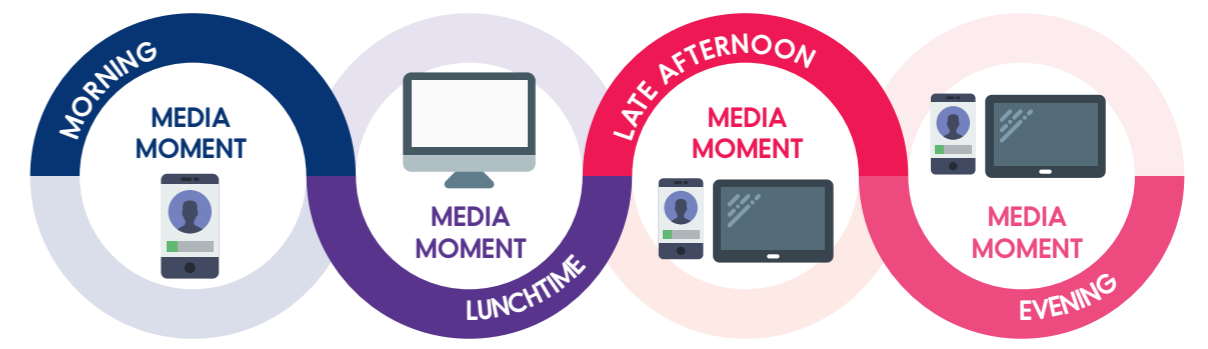 MORNING
MEDIA
MOMENT
MEDIA
MOMENT
LUNCHTIME
LATE AFTERNOON
MEDIA
MOMENT
MEDIA
MOMENT
EVENING